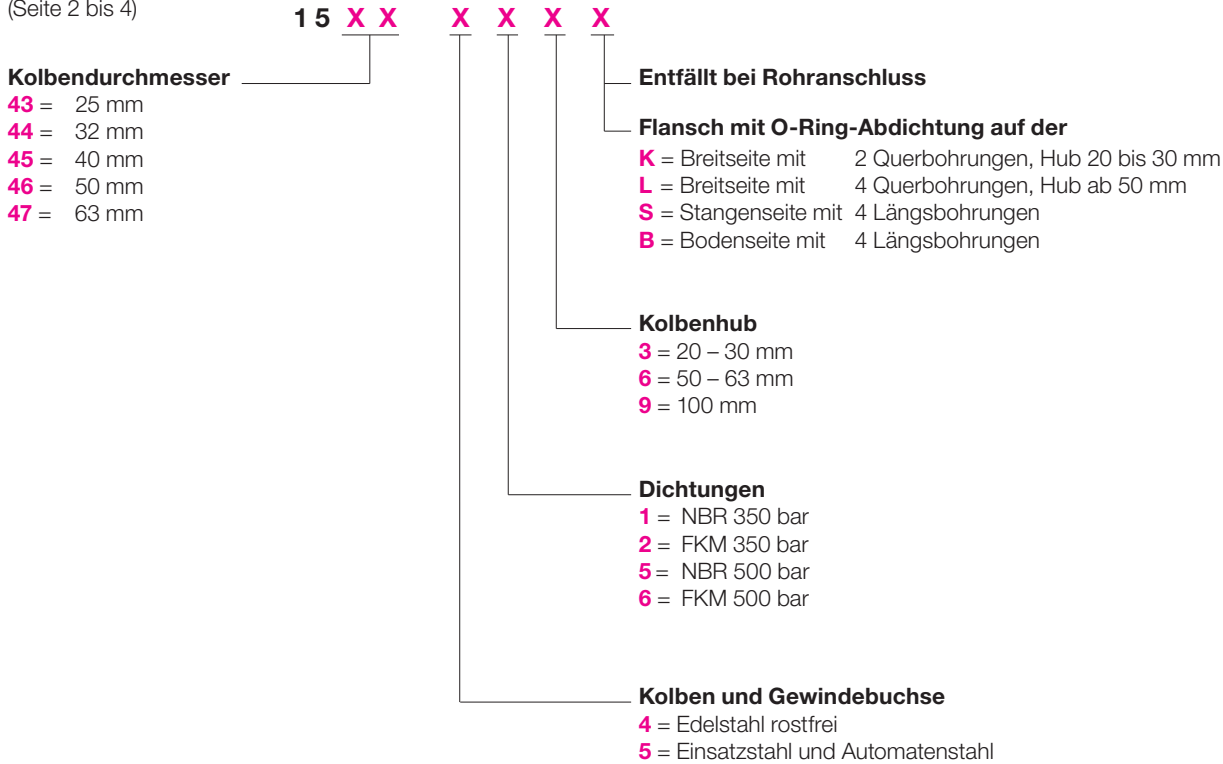 (Seite 2 bis 4)
1 5 X X X X X X
Kolbendurchmesser
43 = 25 mm
44 = 32 mm
45 = 40 mm
46 = 50 mm
47 = 63 mm
Entfällt bei Rohranschluss
Flansch mit O-Ring-Abdichtung auf der
K = Breitseite mit 2 Querbohrungen, Hub 20 bis 30 mm
L = Breitseite mit 4 Querbohrungen, Hub ab 50 mm
S = Stangenseite mit 4 Längsbohrungen
B = Bodenseite mit 4 Längsbohrungen
Kolbenhub
3 = 20 – 30 mm
6 = 50 – 63 mm
9 = 100 mm
Dichtungen
1 = NBR 350 bar
2 = FKM 350 bar
5 = NBR 500 bar
6 = FKM 500 bar
Kolben und Gewindebuchse
4 = Edelstahl rostfrei
5 = Einsatzstahl und Automatenstahl